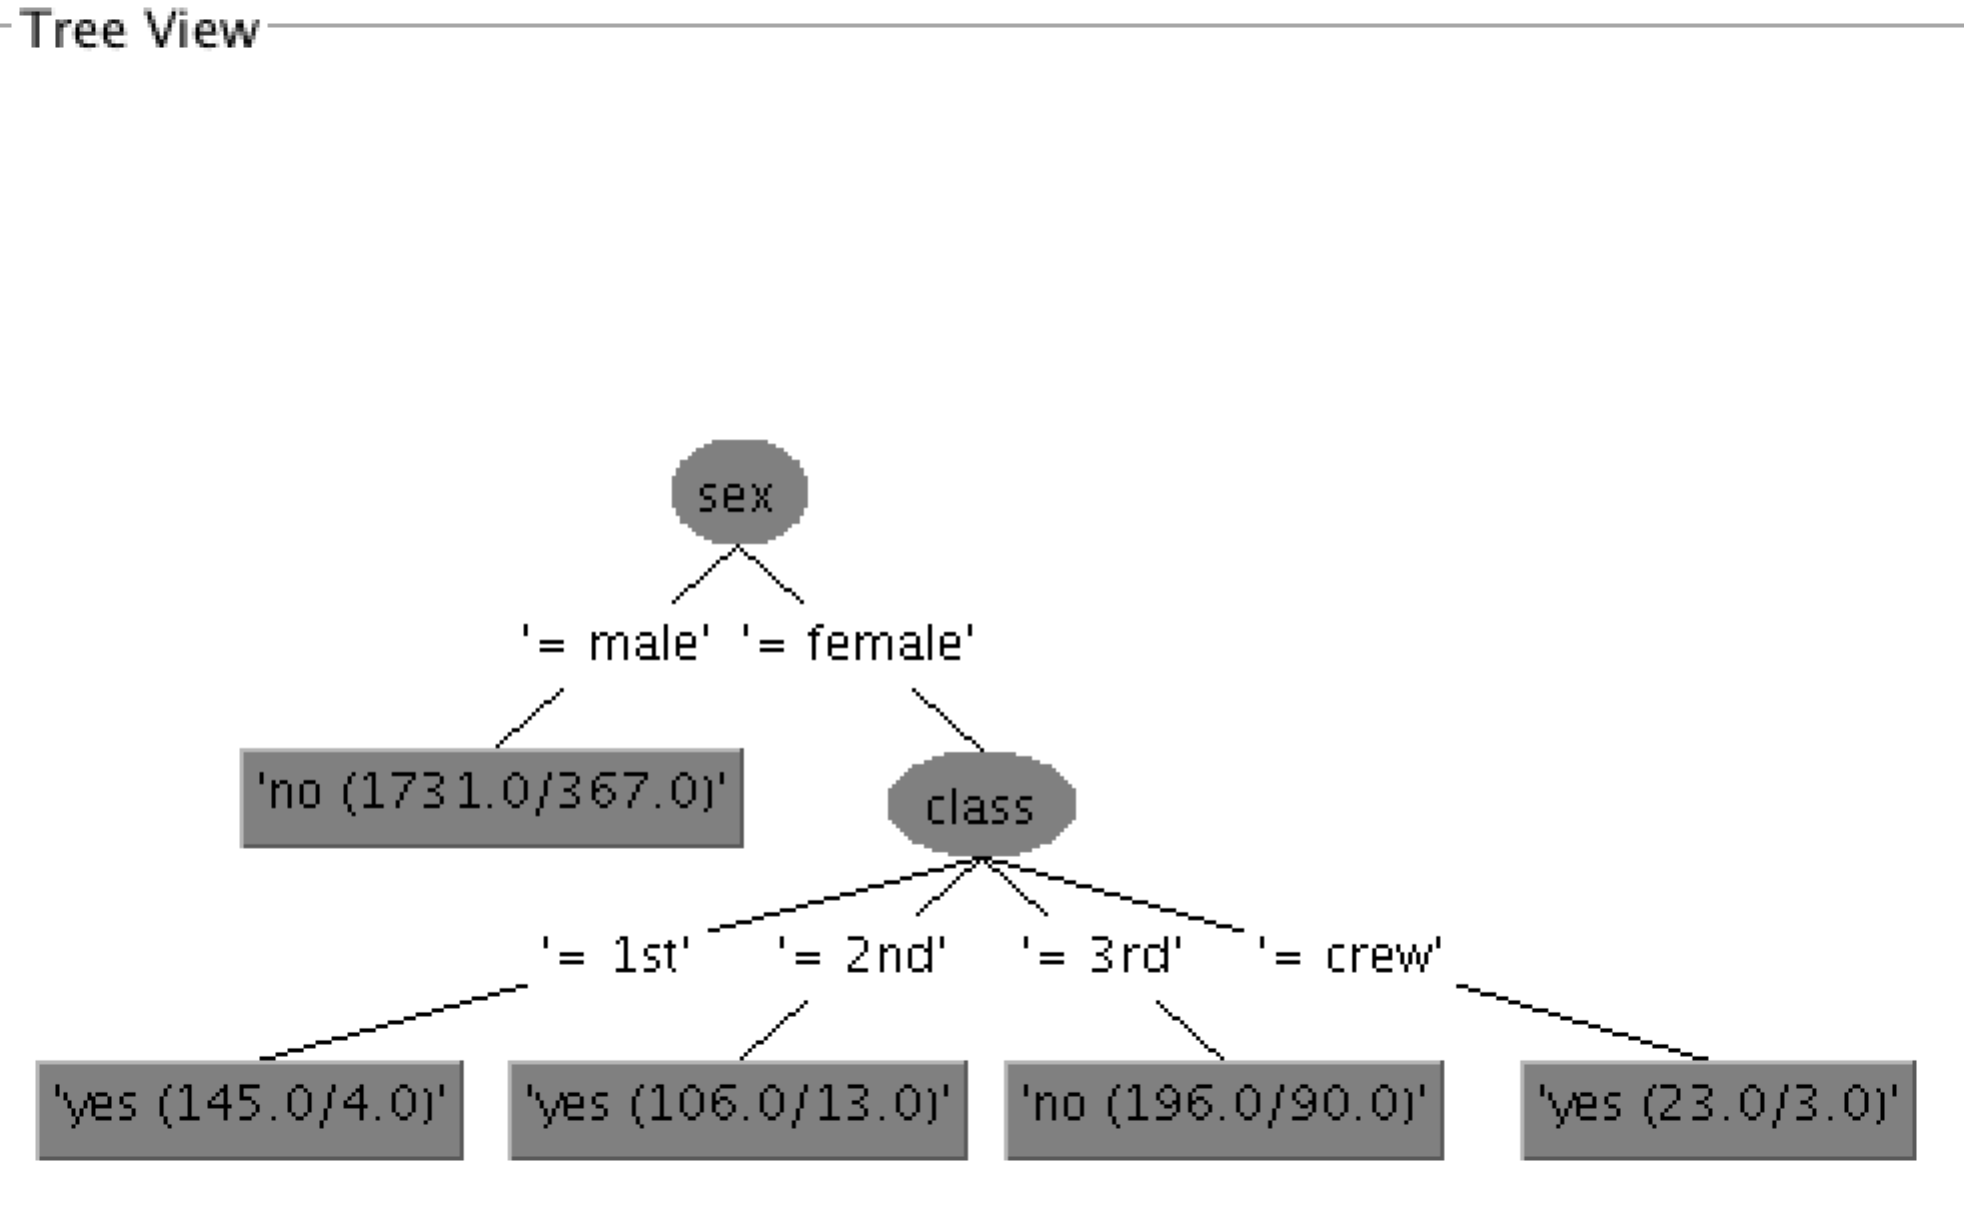 Tree View
sex
'= male' '= female'
'no (1731.0/367.0)'
class
'= 1st' '= 2nd' '= 3rd' '= crew'
'yes (145.0/4.0)' 'yes (106.0/13.0)' 'no (196.0/90.0)' 'yes (23.0/3.0)'